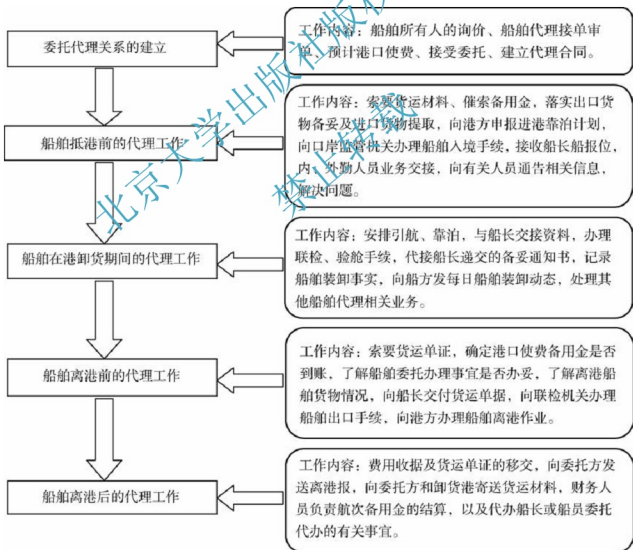 委托代理关系的建立
工作内容：船舶所有人的询价、船舶代理接单审
单、预计港口使费、接受委托、建立代理合同。
船舶抵港前的代理工作
工作内容：索要货运材料、催索备用金，落实出口货
物备妥及进口货物提取，向港方申报进港靠泊计划，
向口岸监管机关办理船舶入境手续，接收船长船报位，
内、外勤人员业务交接，向有关人员通告相关信息，
解决问题。
船舶在港卸货期间的代理工作
工作内容：安排引航、靠泊，与船长交接资料，办理
联检、验舱手续，代接船长递交的备妥通知书，记录
船舶装卸事实，向船方发每日船舶装卸动态，处理其
他船舶代理相关业务。
船舶离港前的代理工作
工作内容：索要货运单证，确定港口使费备用金是否
到账，了解船舶委托办理事宜是否办妥，了解离港船
舶货物情况，向船长交付货运单据，向联检机关办理
船舶出口手续，向港方办理船舶离港作业。
船舶离港后的代理工作
工作内容：费用收据及货运单证的移交，向委托方发
送离港报，向委托方和卸货港寄送货运材料，财务人
员负责航次备用金的结算，以及代办船长或船员委托
代办的有关事宜。
北京大学出版社版权
禁止转载